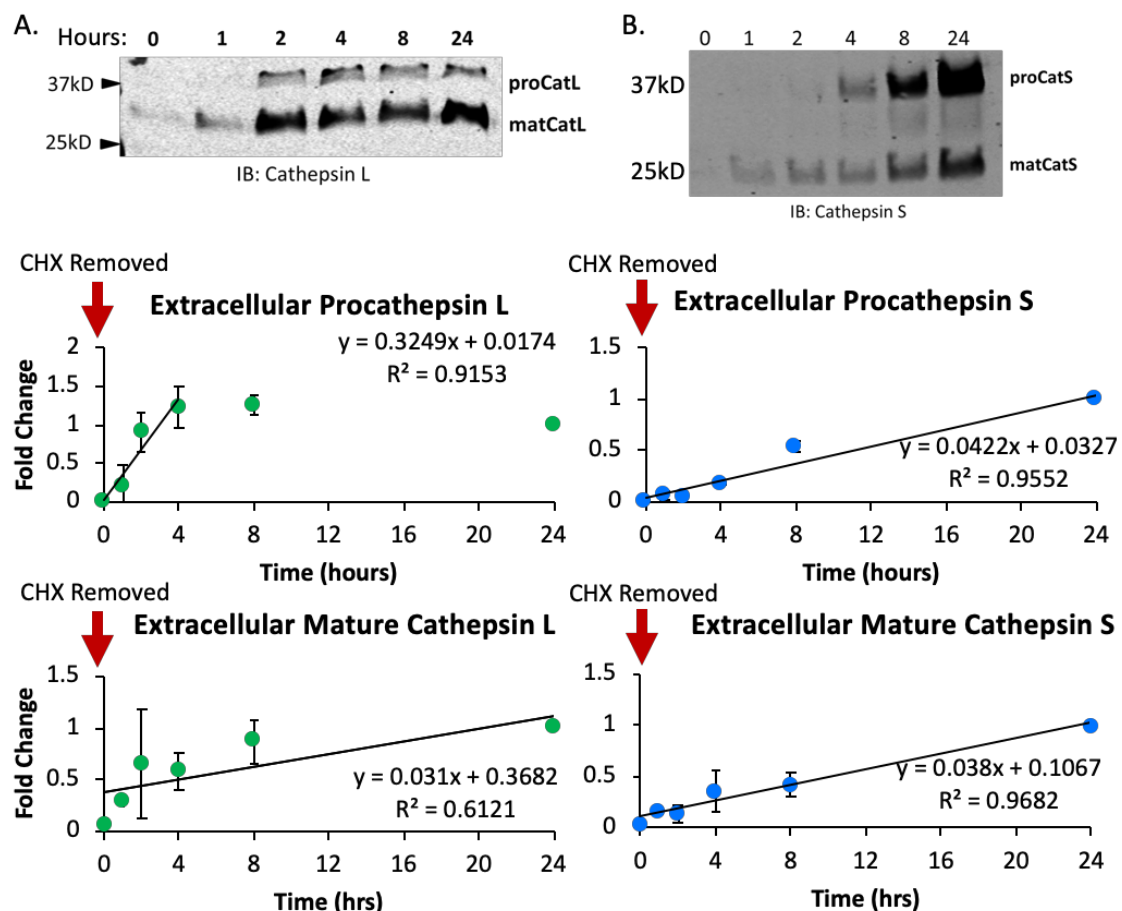 A.
Hours: 0 1 2 4 8 24
37kD
proCatL
matCatL
25kD
IB: Cathepsin L
B.
0 1 2 4 8 24
37kD
proCatS
25kD
matCatS
IB: Cathepsin S
CHX Removed
Extracellular Procathepsin L
y = 0.3249x + 0.0174
R² = 0.9153
2
1.5
1
0.5
0
Fold Change
0 4 8 12 16 20 24
Time (hours)
CHX Removed
Extracellular Procathepsin S
1.5
1
0.5
0
y = 0.0422x + 0.0327
R² = 0.9552
0 4 8 12 16 20 24
Time (hours)
CHX Removed
Extracellular Mature Cathepsin L
1.5
1
0.5
0
Fold Change
y = 0.031x + 0.3682
R² = 0.6121
0 4 8 12 16 20 24
Time (hrs)
CHX Removed
Extracellular Mature Cathepsin S
1.5
1
0.5
0
y = 0.038x + 0.1067
R² = 0.9682
0 4 8 12 16 20 24
Time (hrs)